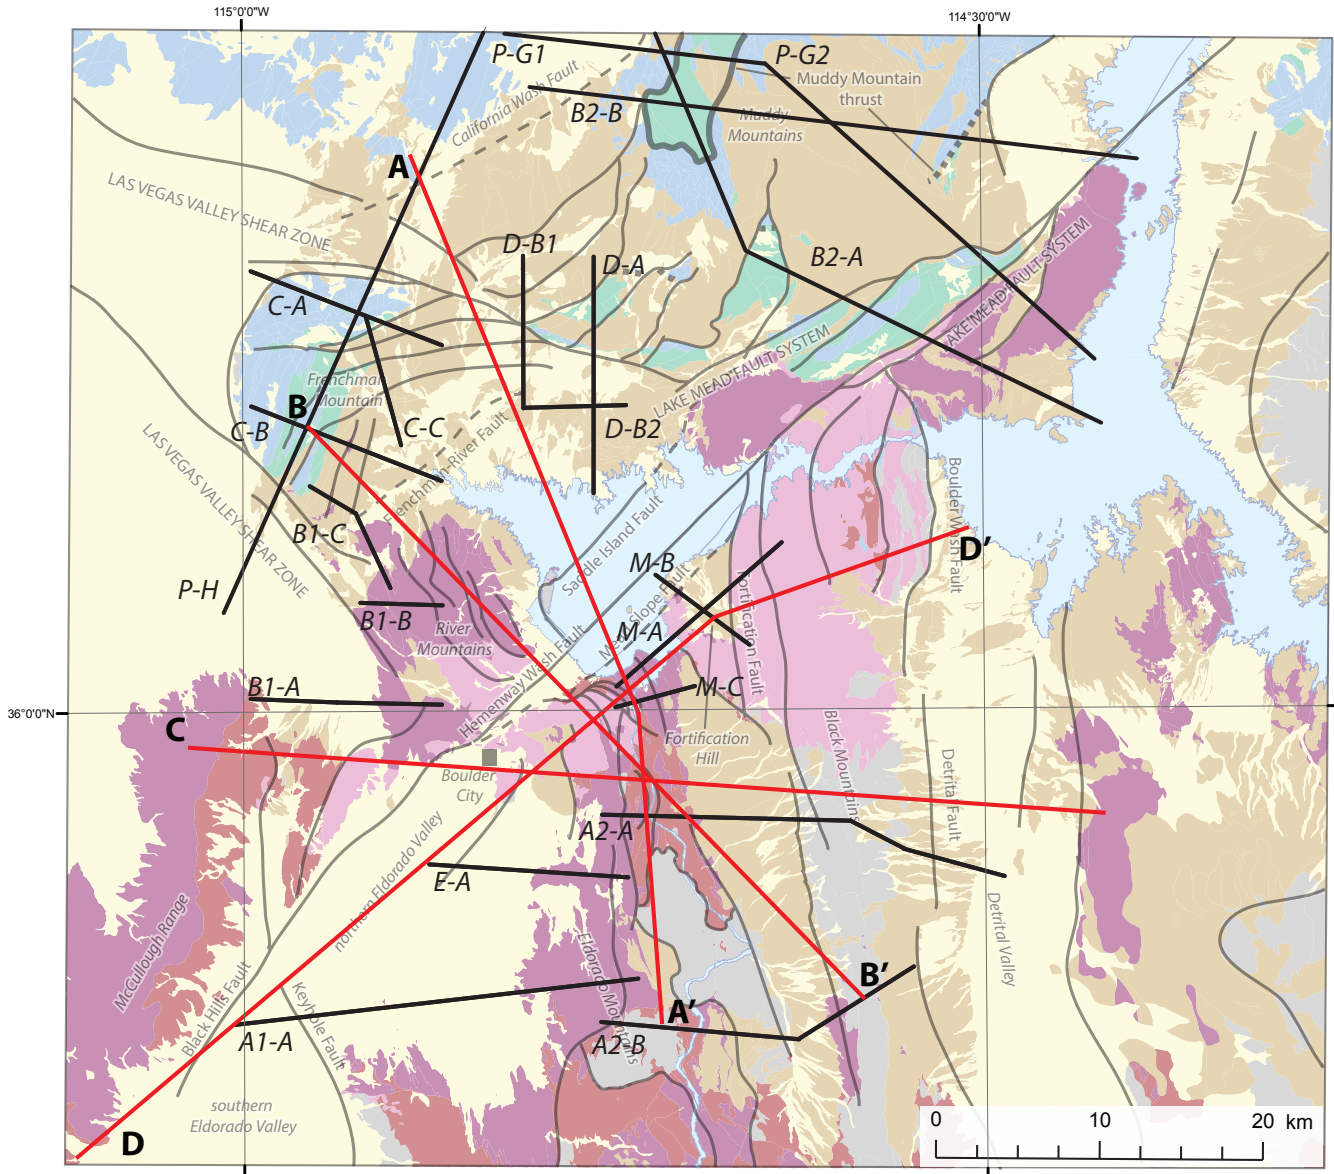 115°0'0"W
114°30'0"W
P-G1
P-G2
California Wash Fault
Muddy Mountain
thrust
B2-B
Muddy
Mountains
A
LAS VEGAS VALLEY SHEAR ZONE
D-B1
D-A
B2-A
C-A
LAKE MEAD FAULT SYSTEM
LAKE MEAD FAULT SYSTEM
Frenchman
Mountain
B
C-B
C-C
D-B2
Frenchman-River Fault
LAS VEGAS VALLEY SHEAR ZONE
Boulder Wash Fault
B1-C
Saddle Island Fault
D′
M-B
P-H
B1-B
River
Mountains
M-A
Fortification Fault
Hemenway Wash Fault
B1-A
M-C
36°0'0"N
C
Fortification
Hill
Black Mountains
Boulder
City
Detrital Fault
A2-A
E-A
northern Eldorado Valley
McCullough Range
Detrital Valley
Eldorado Mountains
B′
Black Hills Fault
Keyhole Fault
A′
A1-A
A2-B
southern
Eldorado Valley
D
0 10 20 km